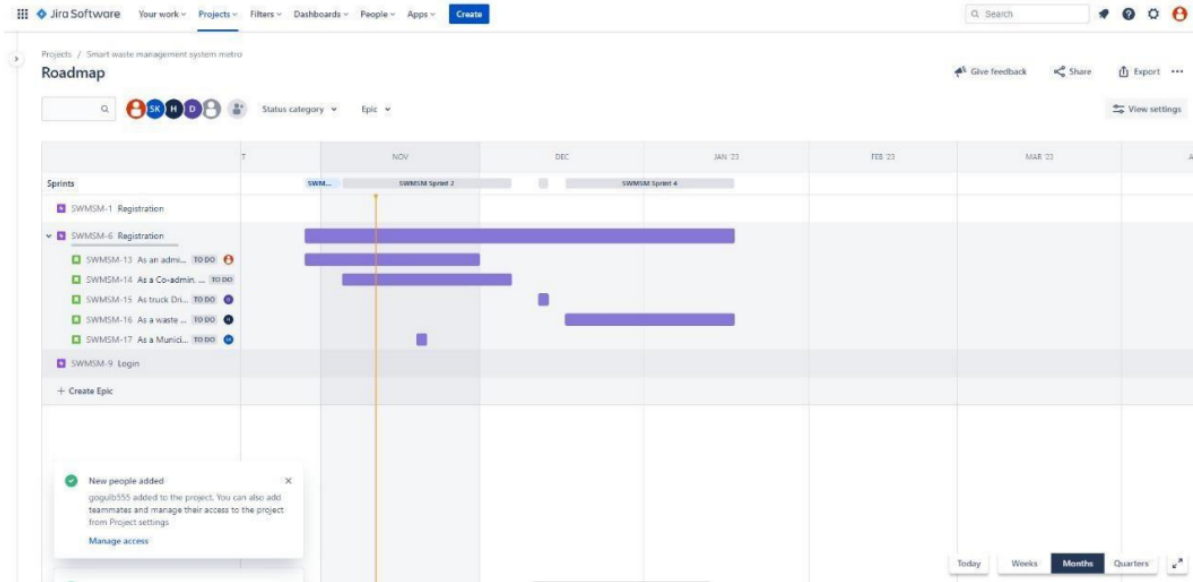 Jira Software Your work Projects Filters Dashboards People Apps Create Search
Projects / Smart waste management system metro
Roadmap
Give feedback Share Export
SK H D Status category Epic View settings
T NOV DEC JAN '23 FEB '23 MAR '23 A
Sprints SWM... SWMSM Sprint 2 SWMSM Sprint 4
SWMSM-1 Registration
SWMSM-6 Registration
SWMSM-13 As an admi... TO DO
SWMSM-14 As a Co-admin, ... TO DO
SWMSM-15 As truck Dri... TO DO
SWMSM-16 As a waste ... TO DO
SWMSM-17 As a Munici... TO DO
SWMSM-9 Login
+ Create Epic
New people added
gogulb555 added to the project. You can also add
teammates and manage their access to the project
from Project settings
Manage access
Today Weeks Months Quarters